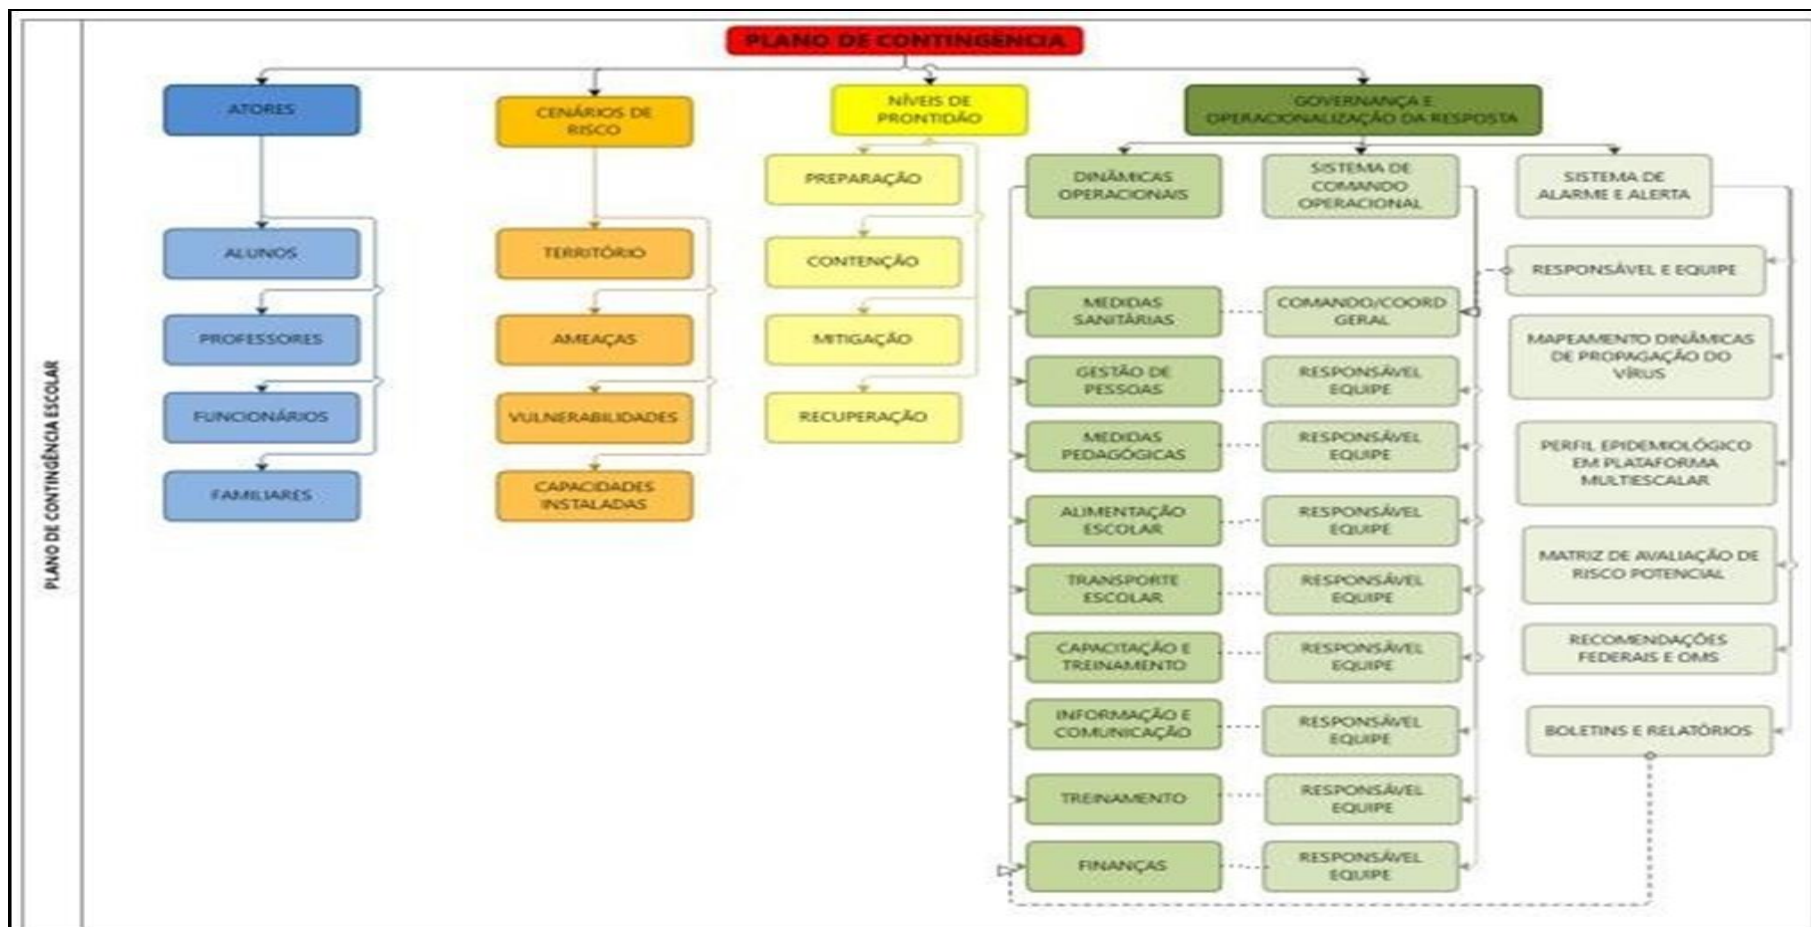 PLANO DE CONTINGÊNCIA
PLANO DE CONTINGÊNCIA ESCOLAR
ATORES
ALUNOS
PROFESSORES
FUNCIONÁRIOS
FAMILIARES
CENÁRIOS DE
RISCO
TERRITÓRIO
AMEAÇAS
VULNERABILIDADES
CAPACIDADES
INSTALADAS
NÍVEIS DE
PRONTIDÃO
PREPARAÇÃO
CONTENÇÃO
MITIGAÇÃO
RECUPERAÇÃO
GOVERNANÇA E
OPERACIONALIZAÇÃO DA RESPOSTA
DINÂMICAS
OPERACIONAIS
MEDIDAS
SANITÁRIAS
GESTÃO DE
PESSOAS
MEDIDAS
PEDAGÓGICAS
ALIMENTAÇÃO
ESCOLAR
TRANSPORTE
ESCOLAR
CAPACITAÇÃO E
TREINAMENTO
INFORMAÇÃO E
COMUNICAÇÃO
TREINAMENTO
FINANÇAS
SISTEMA DE
COMANDO
OPERACIONAL
COMANDO/COORD
GERAL
RESPONSÁVEL
EQUIPE
RESPONSÁVEL
EQUIPE
RESPONSÁVEL
EQUIPE
RESPONSÁVEL
EQUIPE
RESPONSÁVEL
EQUIPE
RESPONSÁVEL
EQUIPE
RESPONSÁVEL
EQUIPE
RESPONSÁVEL
EQUIPE
SISTEMA DE
ALARME E ALERTA
RESPONSÁVEL E EQUIPE
MAPEAMENTO DINÂMICAS
DE PROPAGAÇÃO DO
VÍRUS
PERFIL EPIDEMIOLÓGICO
EM PLATAFORMA
MULTIESCALAR
MATRIZ DE AVALIAÇÃO DE
RISCO POTENCIAL
RECOMENDAÇÕES
FEDERAIS E OMS
BOLETINS E RELATÓRIOS